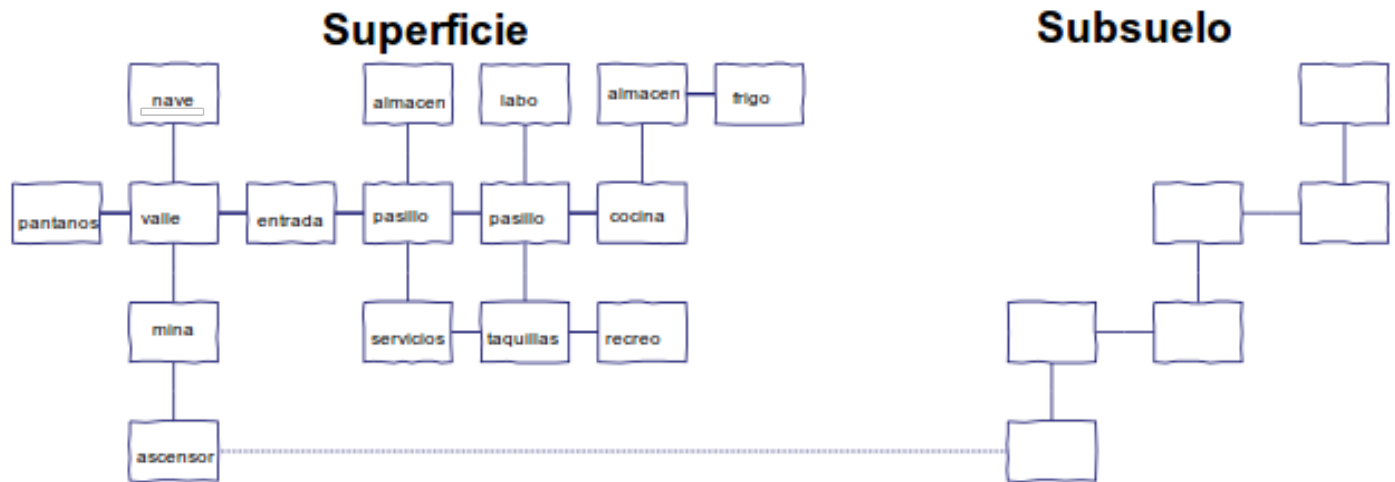 Superficie
Subsuelo
nave
almacen
labo
almacen
frigo
pantanos
valle
entrada
pasillo
pasillo
cocina
mina
servicios
taquillas
recreo
ascensor